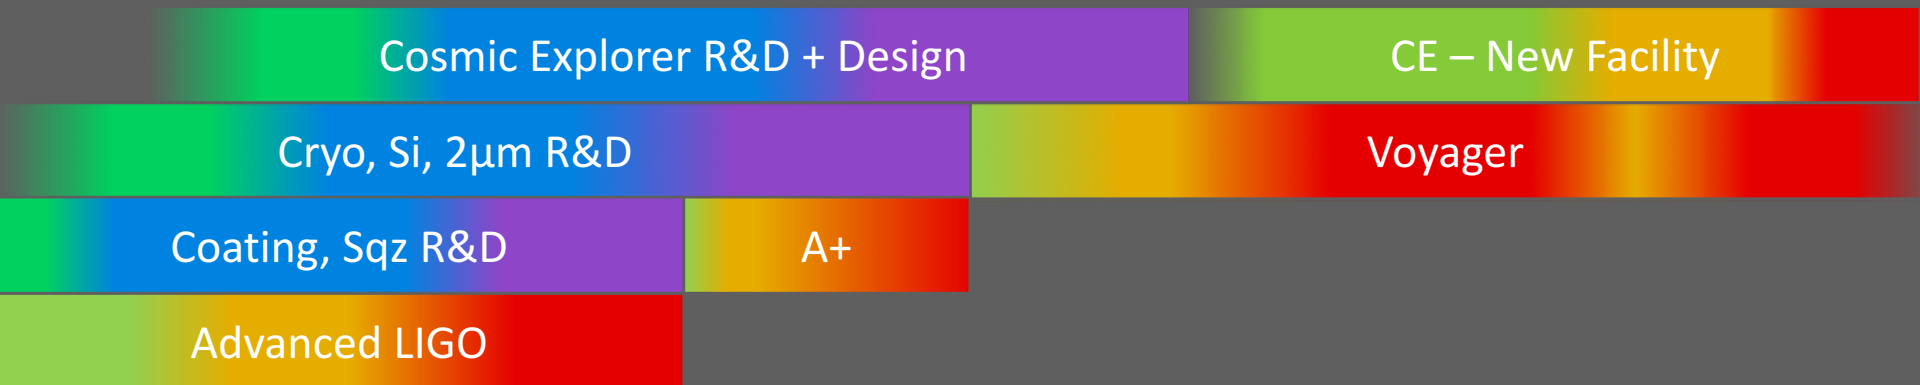 Cosmic Explorer R&D + Design
CE – New Facility
Cryo, Si, 2μm R&D
Voyager
Coating, Sqz R&D
A+
Advanced LIGO